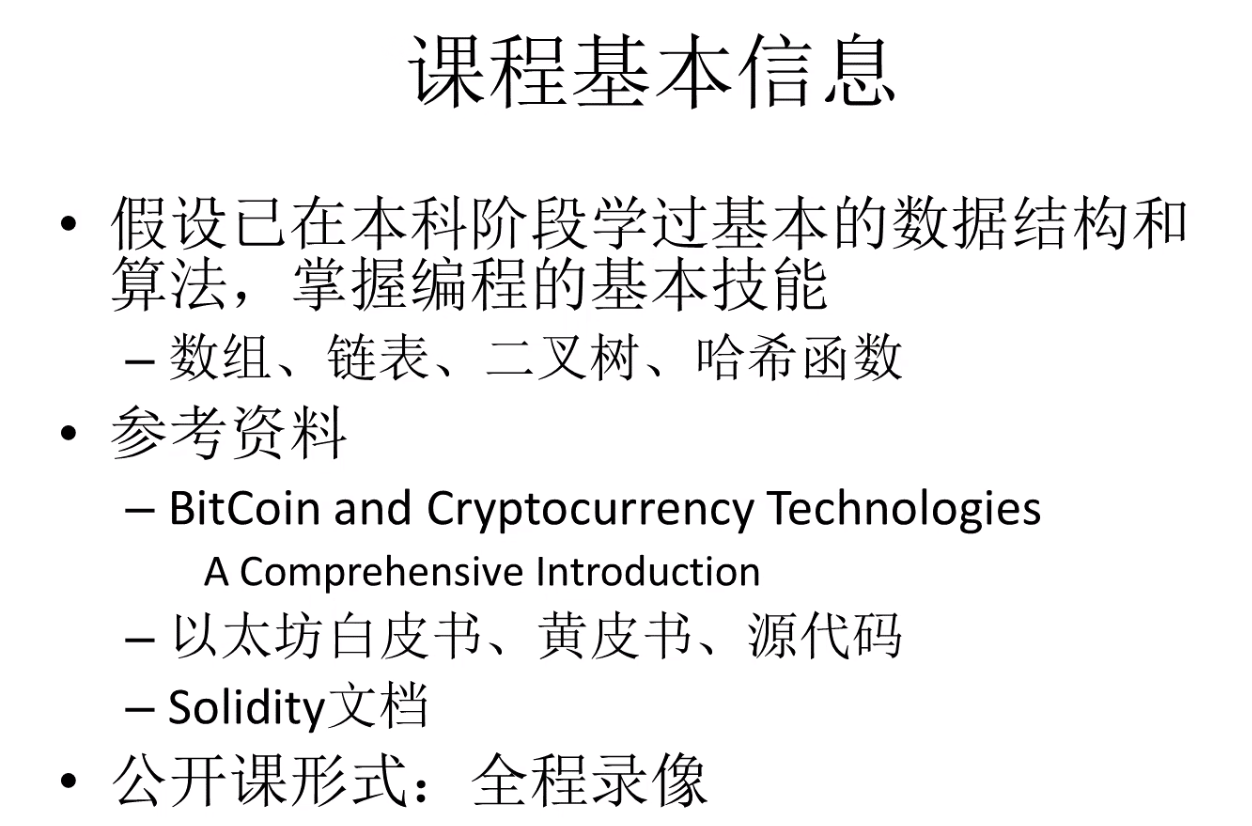 课程基本信息
• 假设已在本科阶段学过基本的数据结构和
算法，掌握编程的基本技能
– 数组、链表、二叉树、哈希函数
• 参考资料
– BitCoin and Cryptocurrency Technologies
A Comprehensive Introduction
– 以太坊白皮书、黄皮书、源代码
– Solidity文档
• 公开课形式：全程录像